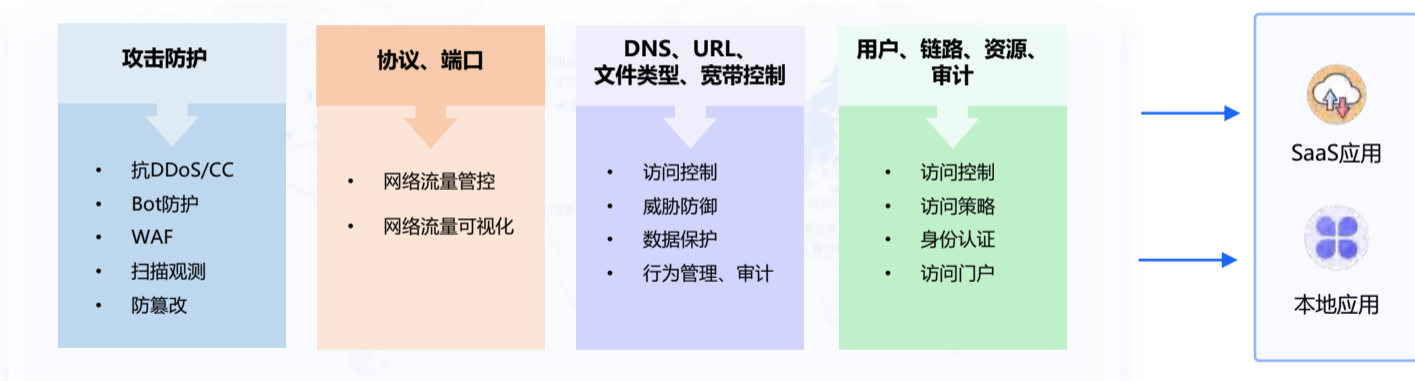 攻击防护
抗DDoS/CC
Bot防护
WAF
扫描观测
防篡改
协议、端口
网络流量管控
网络流量可视化
DNS、URL、
文件类型、宽带控制
访问控制
威胁防御
数据保护
行为管理、审计
用户、链路、资源、
审计
访问控制
访问策略
身份认证
访问门户
SaaS应用
本地应用